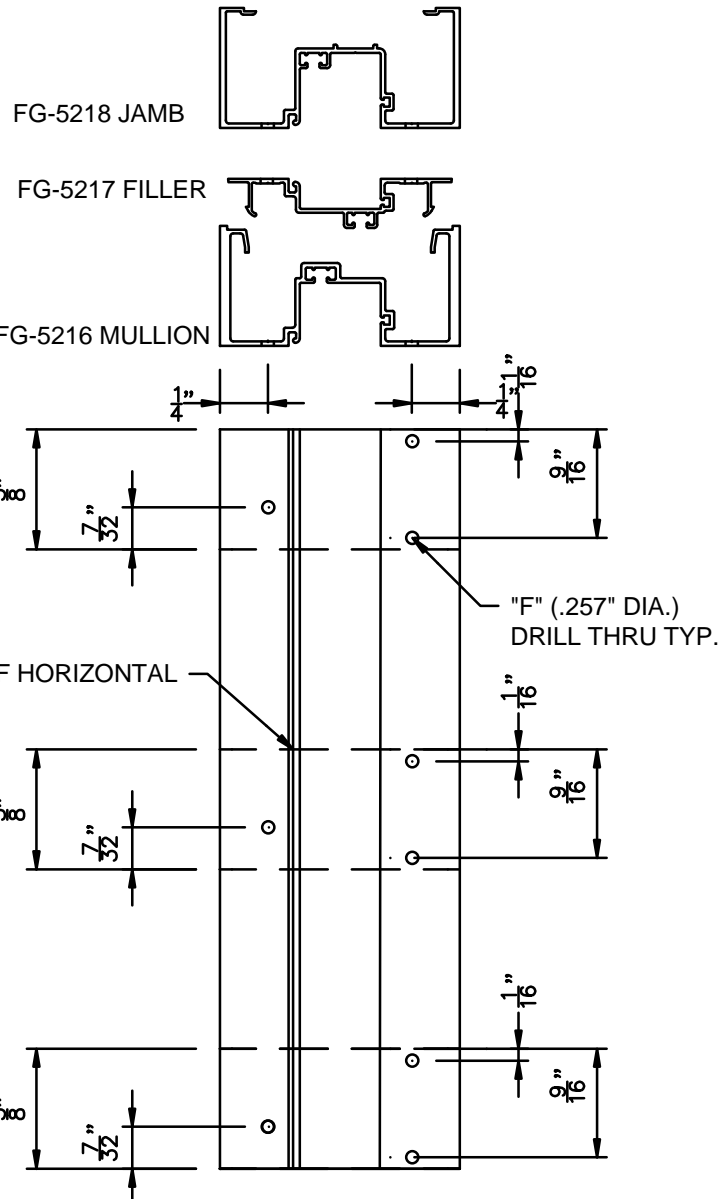 FG-5218 JAMB
FG-5217 FILLER
FG-5216 MULLION
1/4"
1/4"
1/16"
9/16"
7/32"
"F" (.257" DIA.)
DRILL THRU TYP.
F HORIZONTAL
1/16"
9/16"
7/32"
1/16"
9/16"
7/32"